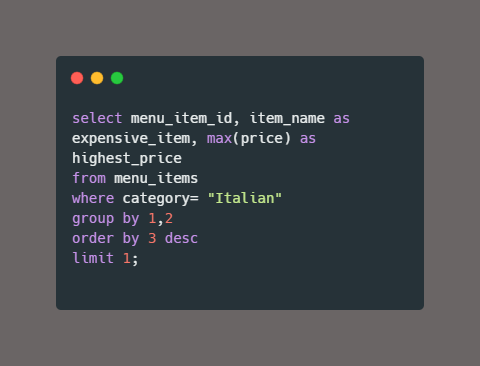 select menu_item_id, item_name as
expensive_item, max(price) as
highest_price
from menu_items
where category= "Italian"
group by 1,2
order by 3 desc
limit 1;